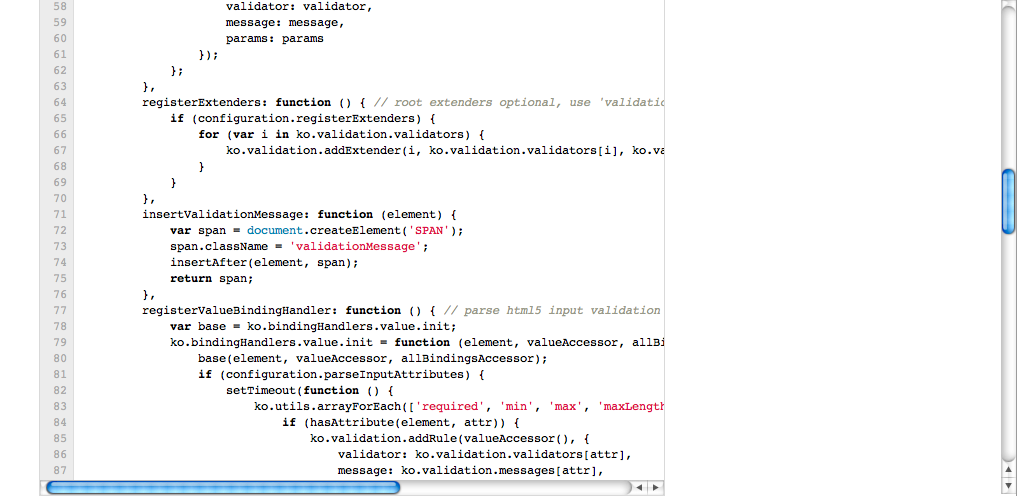 58 validator: validator,
59 message: message,
60 params: params
61 });
62 };
63 },
64 registerExtenders: function () { // root extenders optional, use 'validatic
65 if (configuration.registerExtenders) {
66 for (var i in ko.validation.validators) {
67 ko.validation.addExtender(i, ko.validation.validators[i], ko.va
68 }
69 }
70 },
71 insertValidationMessage: function (element) {
72 var span = document.createElement('SPAN');
73 span.className = 'validationMessage';
74 insertAfter(element, span);
75 return span;
76 },
77 registerValueBindingHandler: function () { // parse html5 input validation
78 var base = ko.bindingHandlers.value.init;
79 ko.bindingHandlers.value.init = function (element, valueAccessor, allBi
80 base(element, valueAccessor, allBindingsAccessor);
81 if (configuration.parseInputAttributes) {
82 setTimeout(function () {
83 ko.utils.arrayForEach(['required', 'min', 'max', 'maxLength
84 if (hasAttribute(element, attr)) {
85 ko.validation.addRule(valueAccessor(), {
86 validator: ko.validation.validators[attr],
87 message: ko.validation.messages[attr],